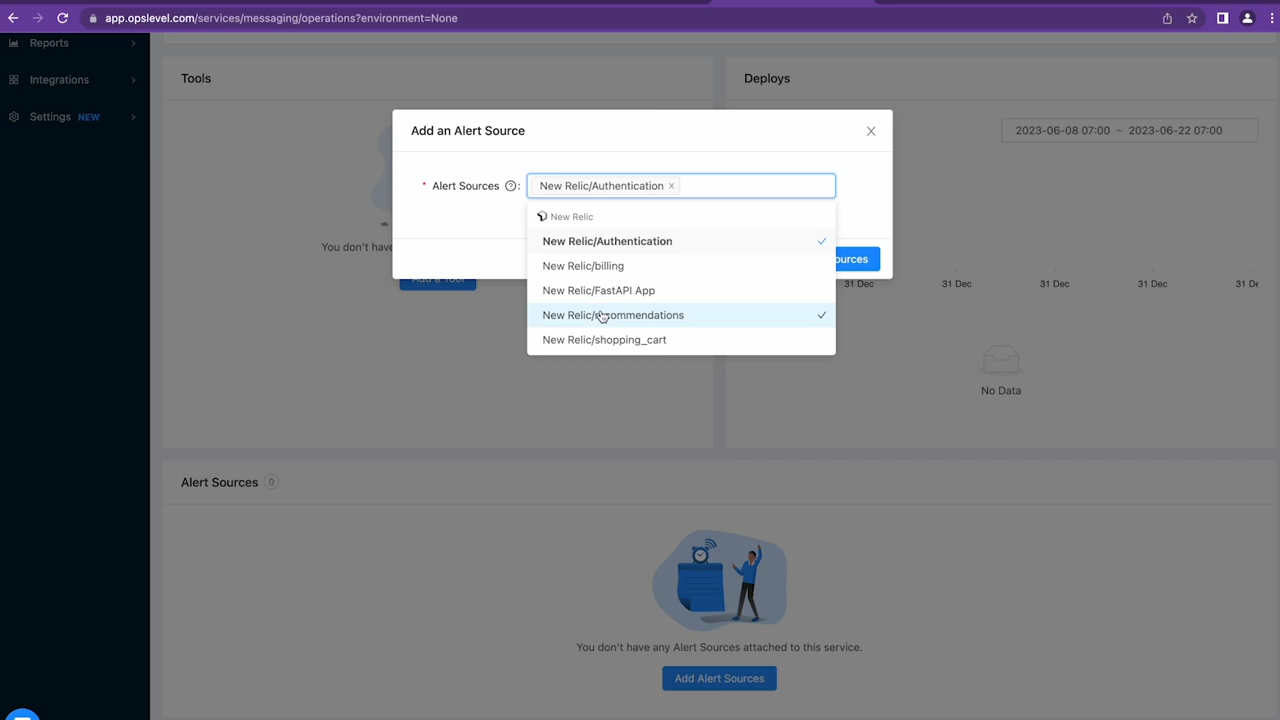 app.opslevel.com/services/messaging/operations?environment=None
Reports
Integrations
Settings NEW
Tools
Deploys
Add an Alert Source
2023-06-08 07:00 ~ 2023-06-22 07:00
* Alert Sources ? :
New Relic/Authentication ×
New Relic
New Relic/Authentication
New Relic/billing
New Relic/FastAPI App
New Relic/recommendations
New Relic/shopping_cart
You don't have
31 Dec 31 Dec 31 Dec 31 Dec
No Data
Alert Sources 0
You don't have any Alert Sources attached to this service.
Add Alert Sources